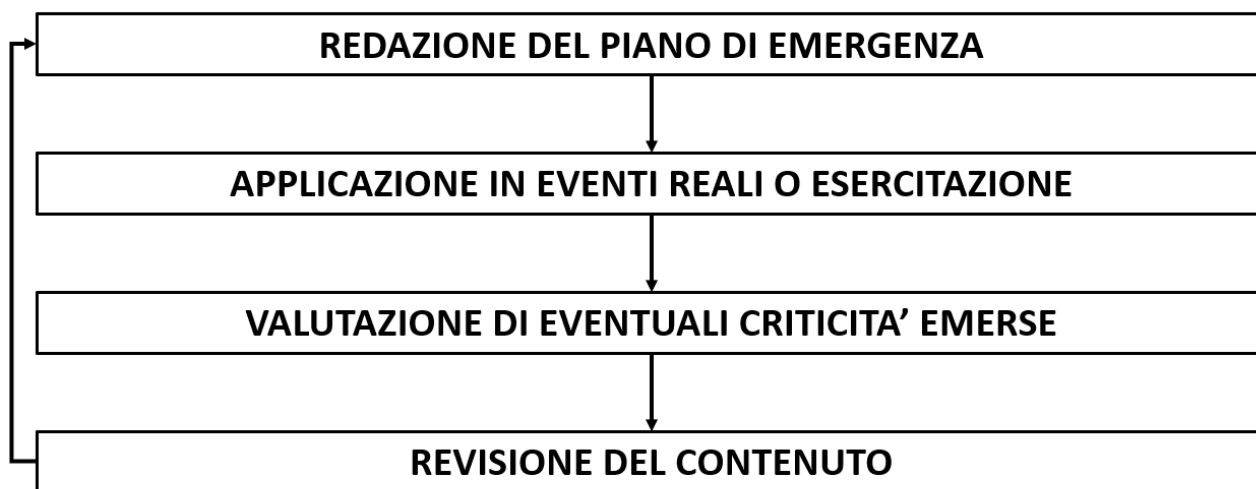 REDAZIONE DEL PIANO DI EMERGENZA
APPLICAZIONE IN EVENTI REALI O ESERCITAZIONE
VALUTAZIONE DI EVENTUALI CRITICITA’ EMERSE
REVISIONE DEL CONTENUTO